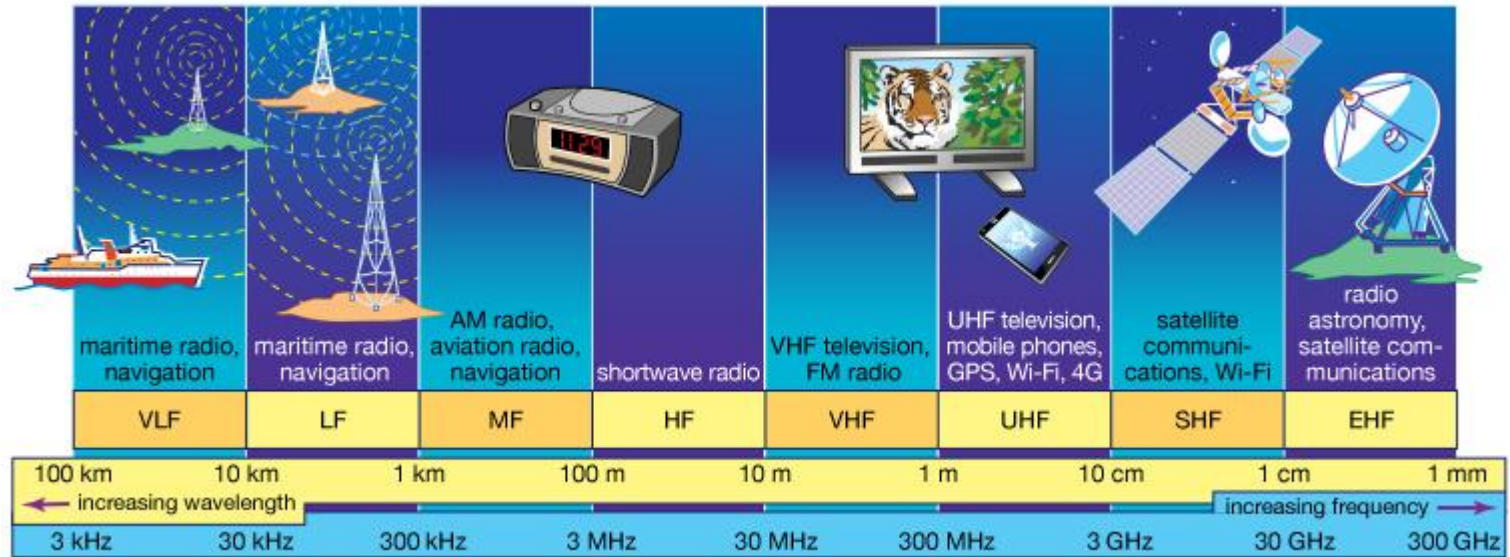 11:29
maritime radio,
navigation
maritime radio,
navigation
AM radio,
aviation radio,
navigation
shortwave radio
VHF television,
FM radio
UHF television,
mobile phones,
GPS, Wi-Fi, 4G
satellite
communi-
cations, Wi-Fi
radio
astronomy,
satellite com-
munications
VLF LF MF HF VHF UHF SHF EHF
100 km 10 km 1 km 100 m 10 m 1 m 10 cm 1 cm 1 mm
increasing wavelength
increasing frequency
3 kHz 30 kHz 300 kHz 3 MHz 30 MHz 300 MHz 3 GHz 30 GHz 300 GHz